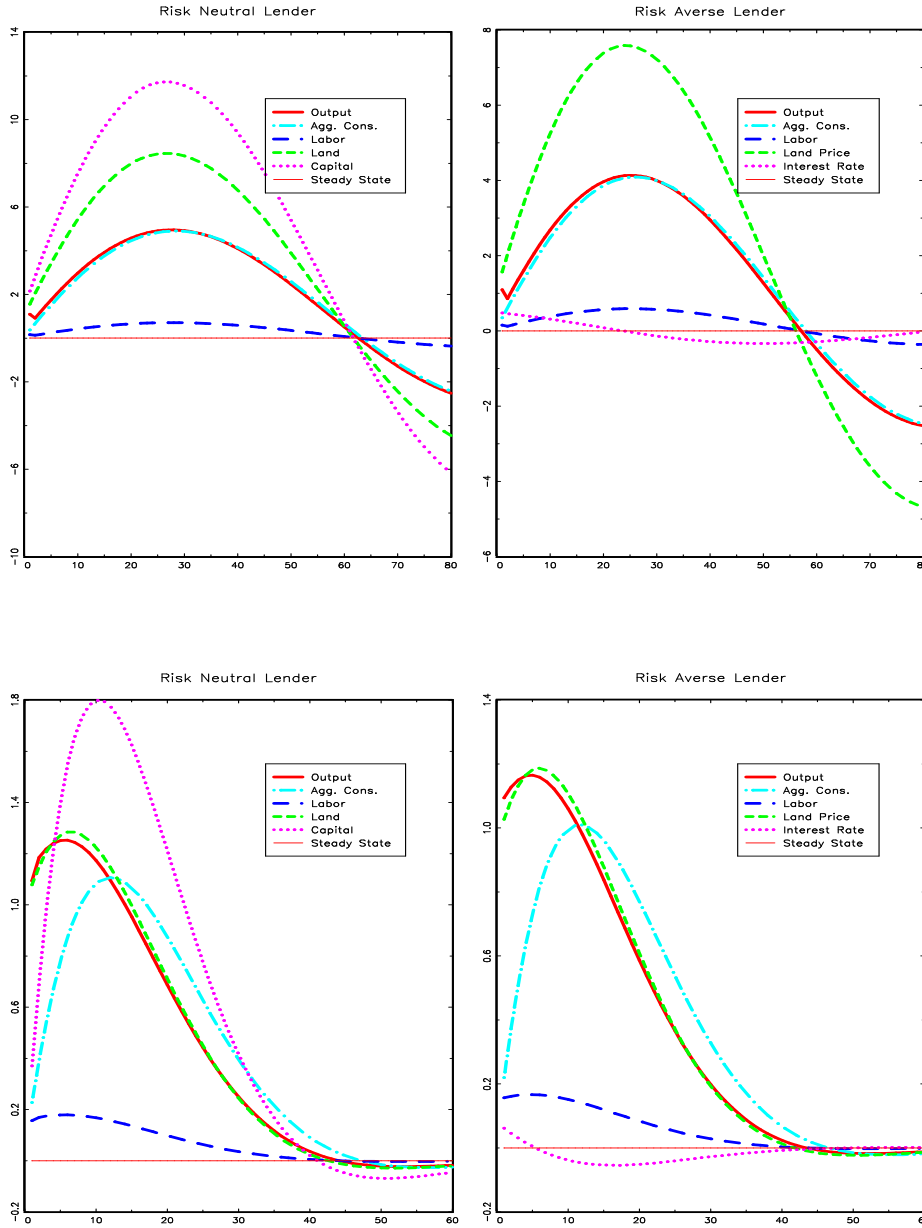 Risk Neutral Lender
14
10
6
2
-2
-6
-10
0 10 20 30 40 50 60 70 80
Output
Agg. Cons.
Labor
Land
Capital
Steady State
Risk Averse Lender
8
6
4
2
0
-2
-4
-6
0 10 20 30 40 50 60 70 80
Output
Agg. Cons.
Labor
Land Price
Interest Rate
Steady State
Risk Neutral Lender
1.8
1.4
1.0
0.6
0.2
-0.2
0 10 20 30 40 50 60
Output
Agg. Cons.
Labor
Land
Capital
Steady State
Risk Averse Lender
1.4
1.0
0.6
0.2
-0.2
0 10 20 30 40 50 60
Output
Agg. Cons.
Labor
Land Price
Interest Rate
Steady State